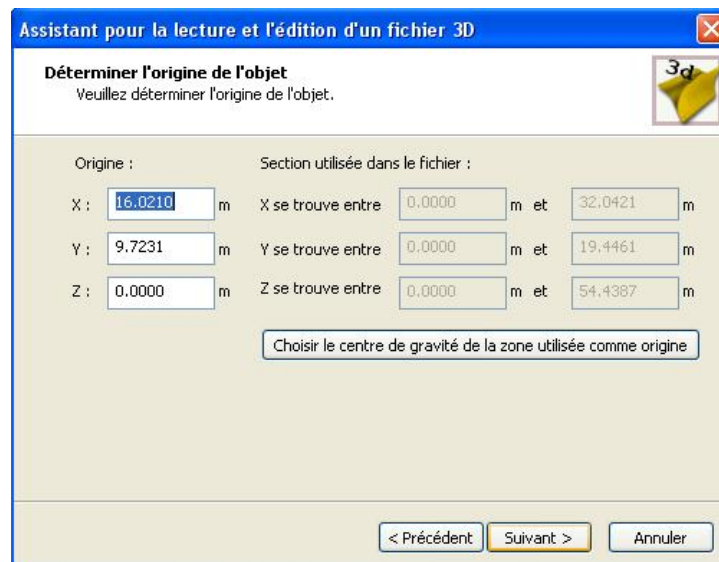 Assistant pour la lecture et l'édition d'un fichier 3D
Déterminer l'origine de l'objet
Veuillez déterminer l'origine de l'objet.
3d
Origine : Section utilisée dans le fichier :
X : 16.0210 m X se trouve entre 0.0000 m et 32.0421 m
Y : 9.7231 m Y se trouve entre 0.0000 m et 19.4461 m
Z : 0.0000 m Z se trouve entre 0.0000 m et 54.4387 m
Choisir le centre de gravité de la zone utilisée comme origine
< Précédent Suivant > Annuler